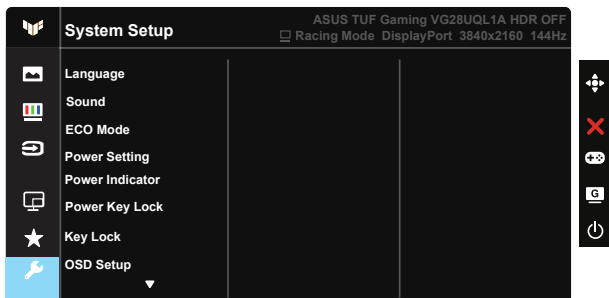 System Setup
ASUS TUF Gaming VG28UQL1A HDR OFF
Racing Mode DisplayPort 3840x2160 144Hz
Language
Sound
ECO Mode
Power Setting
Power Indicator
Power Key Lock
Key Lock
OSD Setup
G